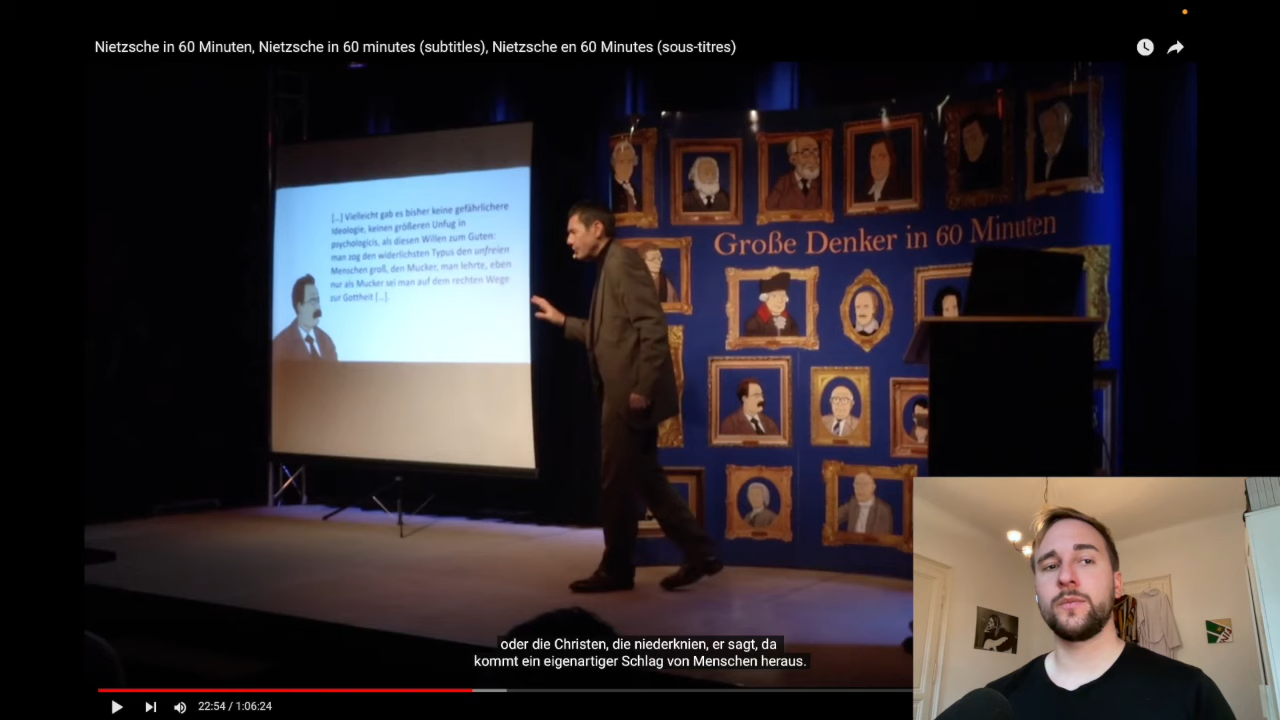 Nietzsche in 60 Minuten, Nietzsche in 60 minutes (subtitles), Nietzsche en 60 Minutes (sous-titres)
[...] Vielleicht gab es bisher keine gefährlichere
Ideologie, keinen größeren Unfug in
psychologicis, als diesen Willen zum Guten:
man zog den widerlichsten Typus den unfreien
Menschen groß, den Mucker, man lehrte, eben
nur als Mucker sei man auf dem rechten Wege
zur Gottheit [...].
Große Denker in 60 Minuten
oder die Christen, die niederknien, er sagt, da
kommt ein eigenartiger Schlag von Menschen heraus.
22:54 / 1:06:24